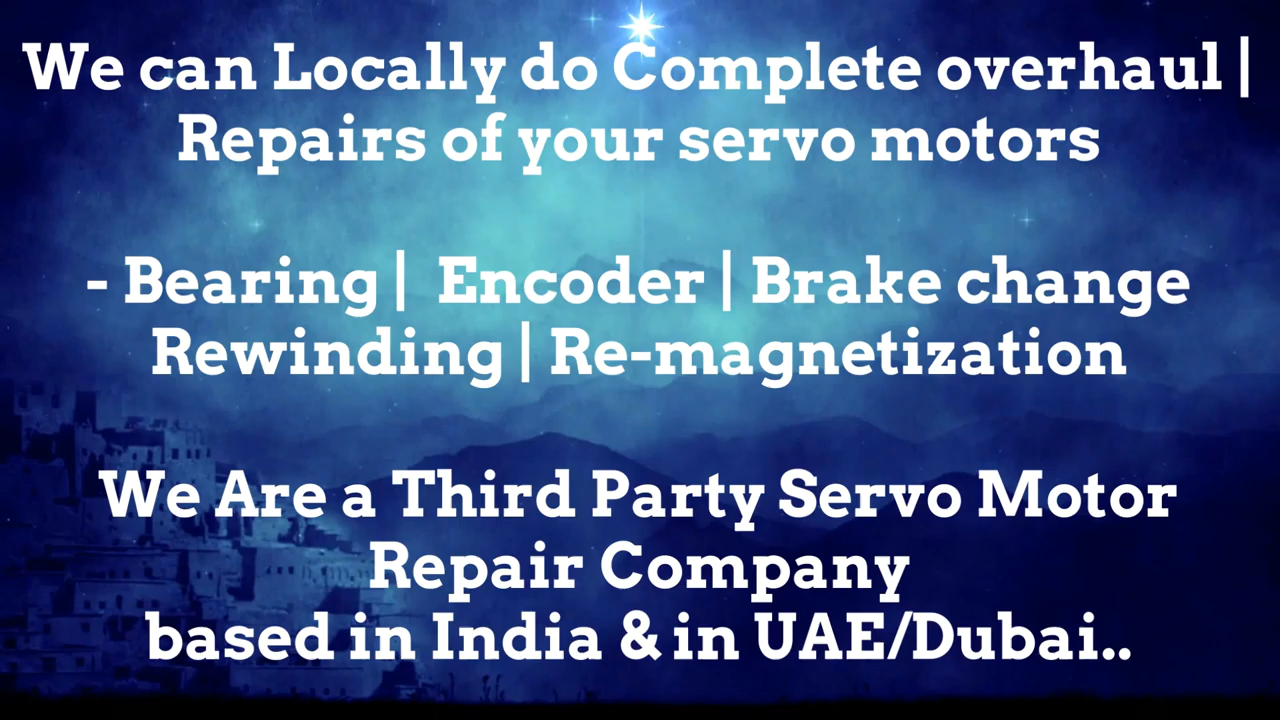 We can Locally do Complete overhaul |
Repairs of your servo motors
- Bearing | Encoder | Brake change
Rewinding | Re-magnetization
We Are a Third Party Servo Motor
Repair Company
based in India & in UAE/Dubai..